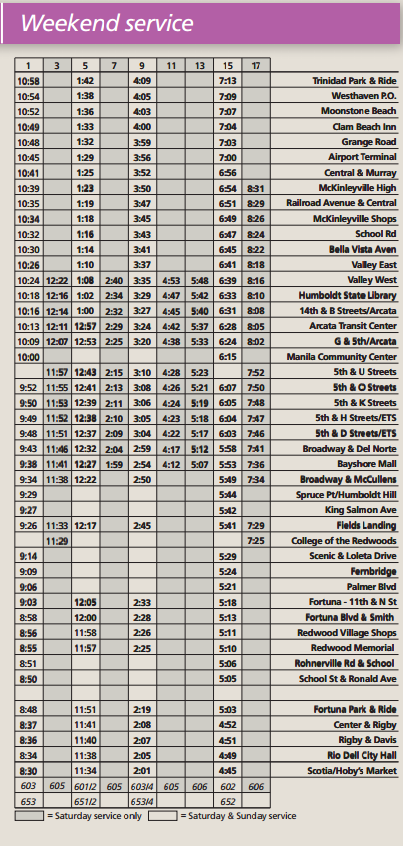 Weekend service
1 3 5 7 9 11 13 15 17
10:58 1:42 4:09 7:13 Trinidad Park & Ride
10:54 1:38 4:05 7:09 Westhaven P.O.
10:52 1:36 4:03 7:07 Moonstone Beach
10:49 1:33 4:00 7:04 Clam Beach Inn
10:48 1:32 3:59 7:03 Grange Road
10:45 1:29 3:56 7:00 Airport Terminal
10:41 1:25 3:52 6:56 Central & Murray
10:39 1:23 3:50 6:54 8:31 McKinleyville High
10:35 1:19 3:47 6:51 8:29 Railroad Avenue & Central
10:34 1:18 3:45 6:49 8:26 McKinleyville Shops
10:32 1:16 3:43 6:47 8:24 School Rd
10:30 1:14 3:41 6:45 8:22 Bella Vista Aven
10:26 1:10 3:37 6:41 8:18 Valley East
10:24 12:22 1:08 2:40 3:35 4:53 5:48 6:39 8:16 Valley West
10:18 12:16 1:02 2:34 3:29 4:47 5:42 6:33 8:10 Humboldt State Library
10:16 12:14 1:00 2:32 3:27 4:45 5:40 6:31 8:08 14th & B Streets/Arcata
10:13 12:11 12:57 2:29 3:24 4:42 5:37 6:28 8:05 Arcata Transit Center
10:09 12:07 12:53 2:25 3:20 4:38 5:33 6:24 8:02 G & 5th/Arcata
10:00 6:15 Manila Community Center
11:57 12:43 2:15 3:10 4:28 5:23 7:52 5th & U Streets
9:52 11:55 12:41 2:13 3:08 4:26 5:21 6:07 7:50 5th & O Streets
9:50 11:53 12:39 2:11 3:06 4:24 5:19 6:05 7:48 5th & K Streets
9:49 11:52 12:38 2:10 3:05 4:23 5:18 6:04 7:47 5th & H Streets/ETS
9:48 11:51 12:37 2:09 3:04 4:22 5:17 6:03 7:46 5th & D Streets/ETS
9:43 11:46 12:32 2:04 2:59 4:17 5:12 5:58 7:41 Broadway & Del Norte
9:38 11:41 12:27 1:59 2:54 4:12 5:07 5:53 7:36 Bayshore Mall
9:34 11:38 12:22 2:50 5:49 7:34 Broadway & McCullens
9:29 5:44 Spruce Pt/Humboldt Hill
9:27 5:42 King Salmon Ave
9:26 11:33 12:17 2:45 5:41 7:29 Fields Landing
11:29 7:25 College of the Redwoods
9:14 5:29 Scenic & Loleta Drive
9:09 5:24 Fernbridge
9:06 5:21 Palmer Blvd
9:03 12:05 2:33 5:18 Fortuna - 11th & N St
8:58 12:00 2:28 5:13 Fortuna Blvd & Smith
8:56 11:58 2:26 5:11 Redwood Village Shops
8:55 11:57 2:25 5:10 Redwood Memorial
8:51 5:06 Rohnerville Rd & School
8:50 5:05 School St & Ronald Ave
8:48 11:51 2:19 5:03 Fortuna Park & Ride
8:37 11:41 2:08 4:52 Center & Rigby
8:36 11:40 2:07 4:51 Rigby & Davis
8:34 11:38 2:05 4:49 Rio Dell City Hall
8:30 11:34 2:01 4:45 Scotia/Hoby's Market
603 605 601/2 605 603/4 605 606 602 606
653 651/2 653/4 652
= Saturday service only = Saturday & Sunday service